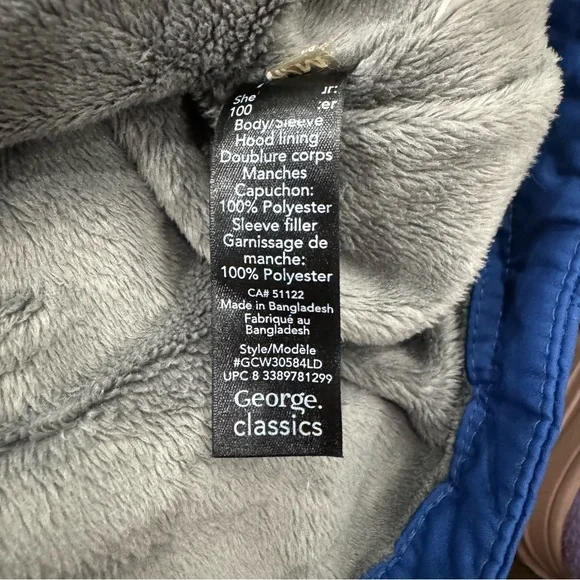 She
100
Body/Sleeve
Hood lining
Doublure corps
Manches
Capuchon:
100% Polyester
Sleeve filler
Garnissage de
manche:
100% Polyester
CA# 51122
Made in Bangladesh
Fabriqué au
Bangladesh
Style/Modèle
#GCW30584LD
UPC 8 3389781299
George.
classics